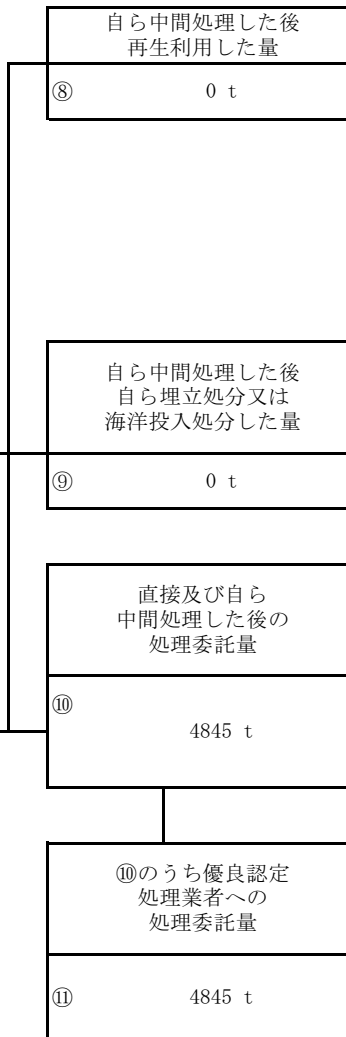 自ら中間処理した後
再生利用した量
⑧ 0 t
自ら中間処理した後
自ら埋立処分又は
海洋投入処分した量
⑨ 0 t
直接及び自ら
中間処理した後の
処理委託量
⑩
4845 t
⑩のうち優良認定
処理業者への
処理委託量
⑪ 4845 t